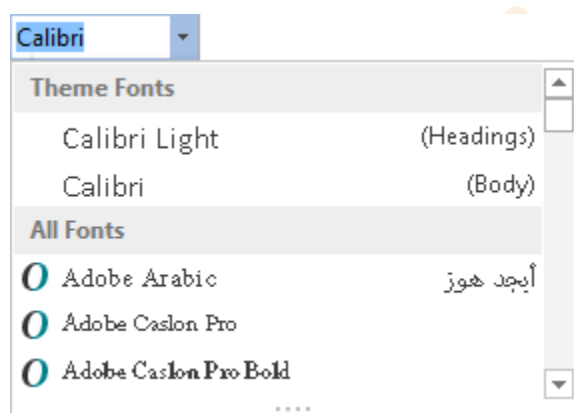 Calibri
Theme Fonts
Calibri Light (Headings)
Calibri (Body)
All Fonts
Adobe Arabic أبجد هوز
Adobe Caslon Pro
Adobe Caslon Pro Bold